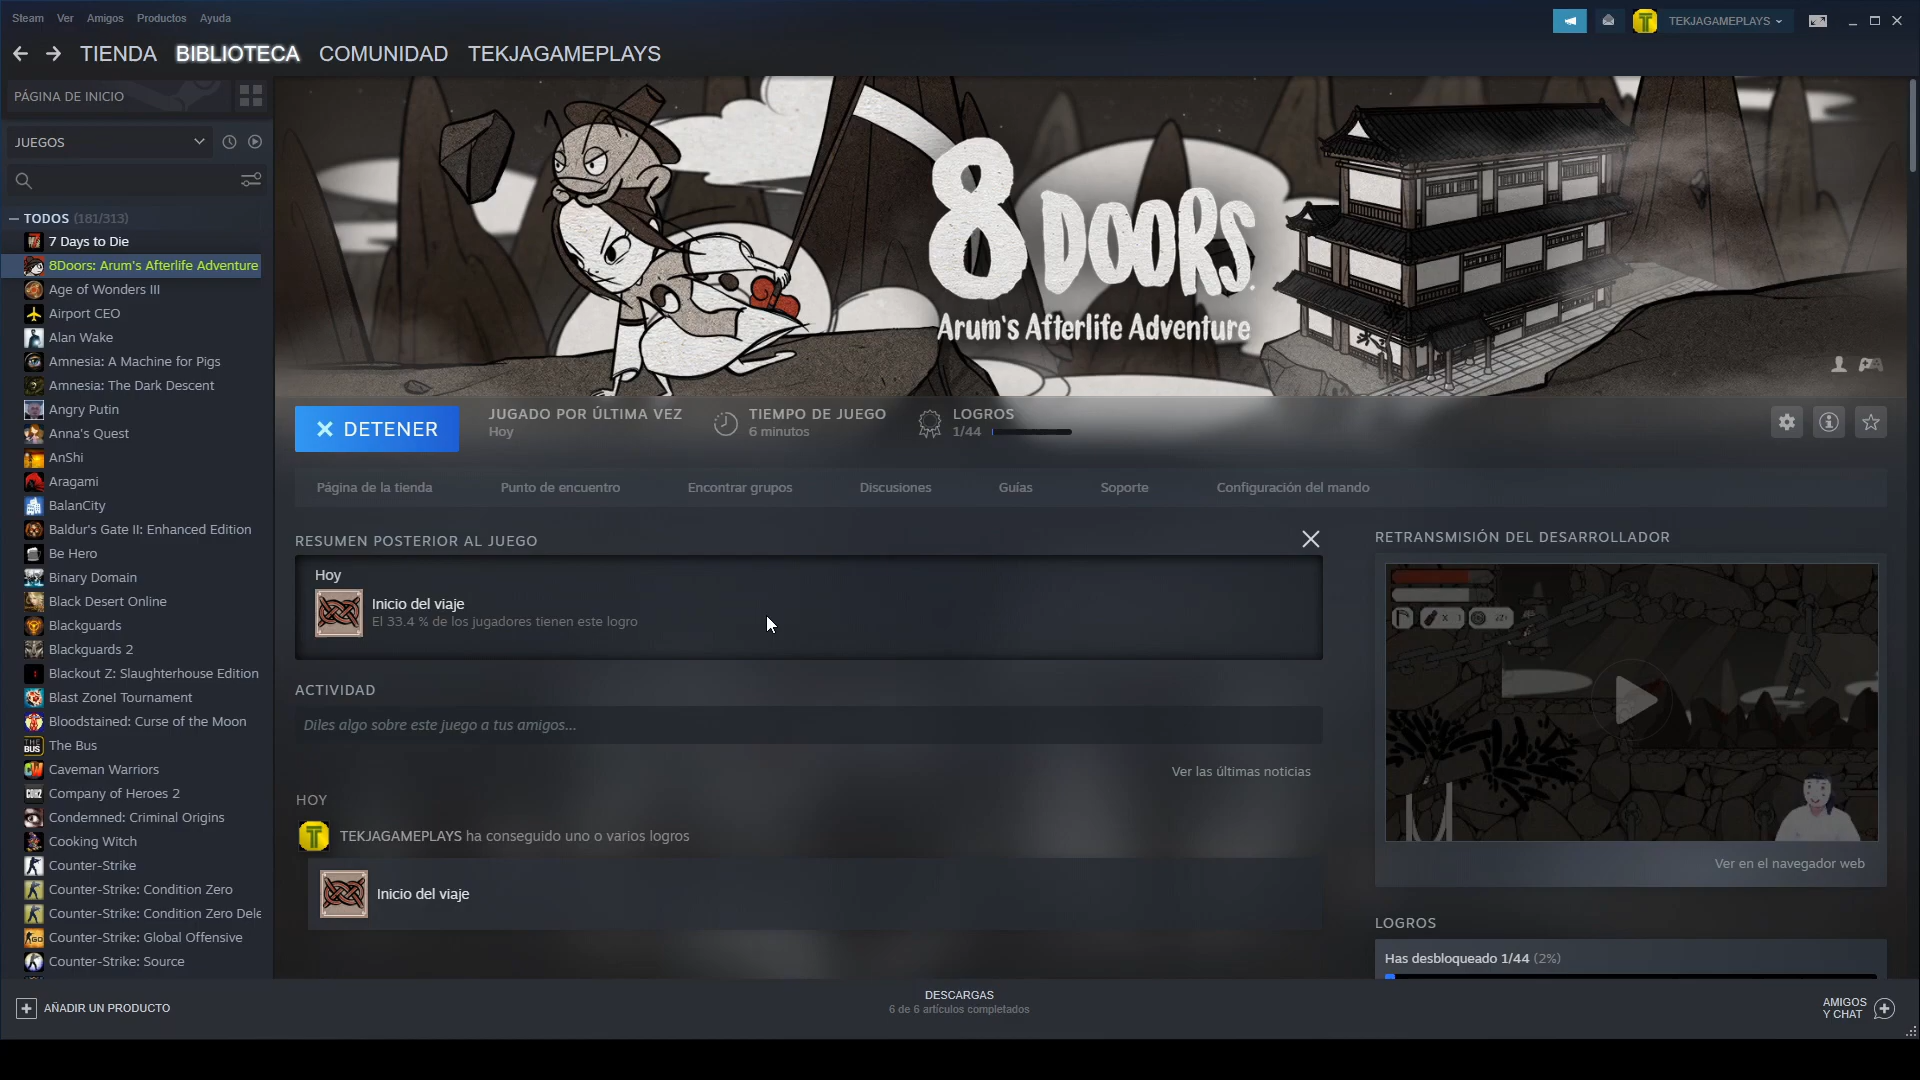 Steam Ver Amigos Productos Ayuda
TEKJAGAMEPLAYS
TIENDA BIBLIOTECA COMUNIDAD TEKJAGAMEPLAYS
PÁGINA DE INICIO
JUEGOS
TODOS (181/313)
7 Days to Die
8Doors: Arum's Afterlife Adventure
Age of Wonders III
Airport CEO
Alan Wake
Amnesia: A Machine for Pigs
Amnesia: The Dark Descent
Angry Putin
Anna's Quest
AnShi
Aragami
BalanCity
Baldur's Gate II: Enhanced Edition
Be Hero
Binary Domain
Black Desert Online
Blackguards
Blackguards 2
Blackout Z: Slaughterhouse Edition
Blast Zone! Tournament
Bloodstained: Curse of the Moon
THE BUS
The Bus
Caveman Warriors
COH2
Company of Heroes 2
Condemned: Criminal Origins
Cooking Witch
Counter-Strike
Counter-Strike: Condition Zero
Counter-Strike: Condition Zero Dele
GO
Counter-Strike: Global Offensive
Counter-Strike: Source
8 DOORS
Arum's Afterlife Adventure
DETENER
JUGADO POR ÚLTIMA VEZ
Hoy
TIEMPO DE JUEGO
6 minutos
LOGROS
1/44
Página de la tienda Punto de encuentro Encontrar grupos Discusiones Guías Soporte Configuración del mando
RESUMEN POSTERIOR AL JUEGO
Hoy
Inicio del viaje
El 33.4 % de los jugadores tienen este logro
ACTIVIDAD
Diles algo sobre este juego a tus amigos...
Ver las últimas noticias
HOY
T
TEKJAGAMEPLAYS ha conseguido uno o varios logros
Inicio del viaje
RETRANSMISIÓN DEL DESARROLLADOR
Ver en el navegador web
LOGROS
Has desbloqueado 1/44 (2%)
AÑADIR UN PRODUCTO
DESCARGAS
6 de 6 artículos completados
AMIGOS
Y CHAT